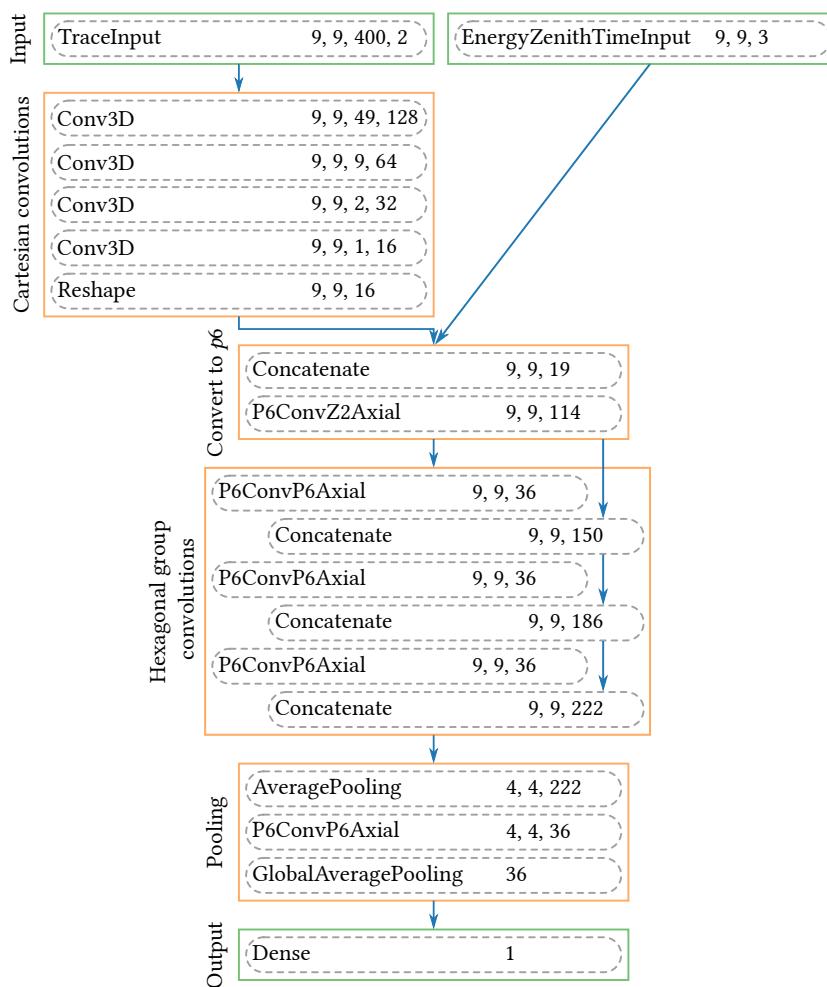 Input
TraceInput 9, 9, 400, 2
EnergyZenithTimeInput 9, 9, 3
Cartesian convolutions
Conv3D 9, 9, 49, 128
Conv3D 9, 9, 9, 64
Conv3D 9, 9, 2, 32
Conv3D 9, 9, 1, 16
Reshape 9, 9, 16
Convert to p6
Concatenate 9, 9, 19
P6ConvZ2Axial 9, 9, 114
Hexagonal group
convolutions
P6ConvP6Axial 9, 9, 36
Concatenate 9, 9, 150
P6ConvP6Axial 9, 9, 36
Concatenate 9, 9, 186
P6ConvP6Axial 9, 9, 36
Concatenate 9, 9, 222
Pooling
AveragePooling 4, 4, 222
P6ConvP6Axial 4, 4, 36
GlobalAveragePooling 36
Output
Dense 1